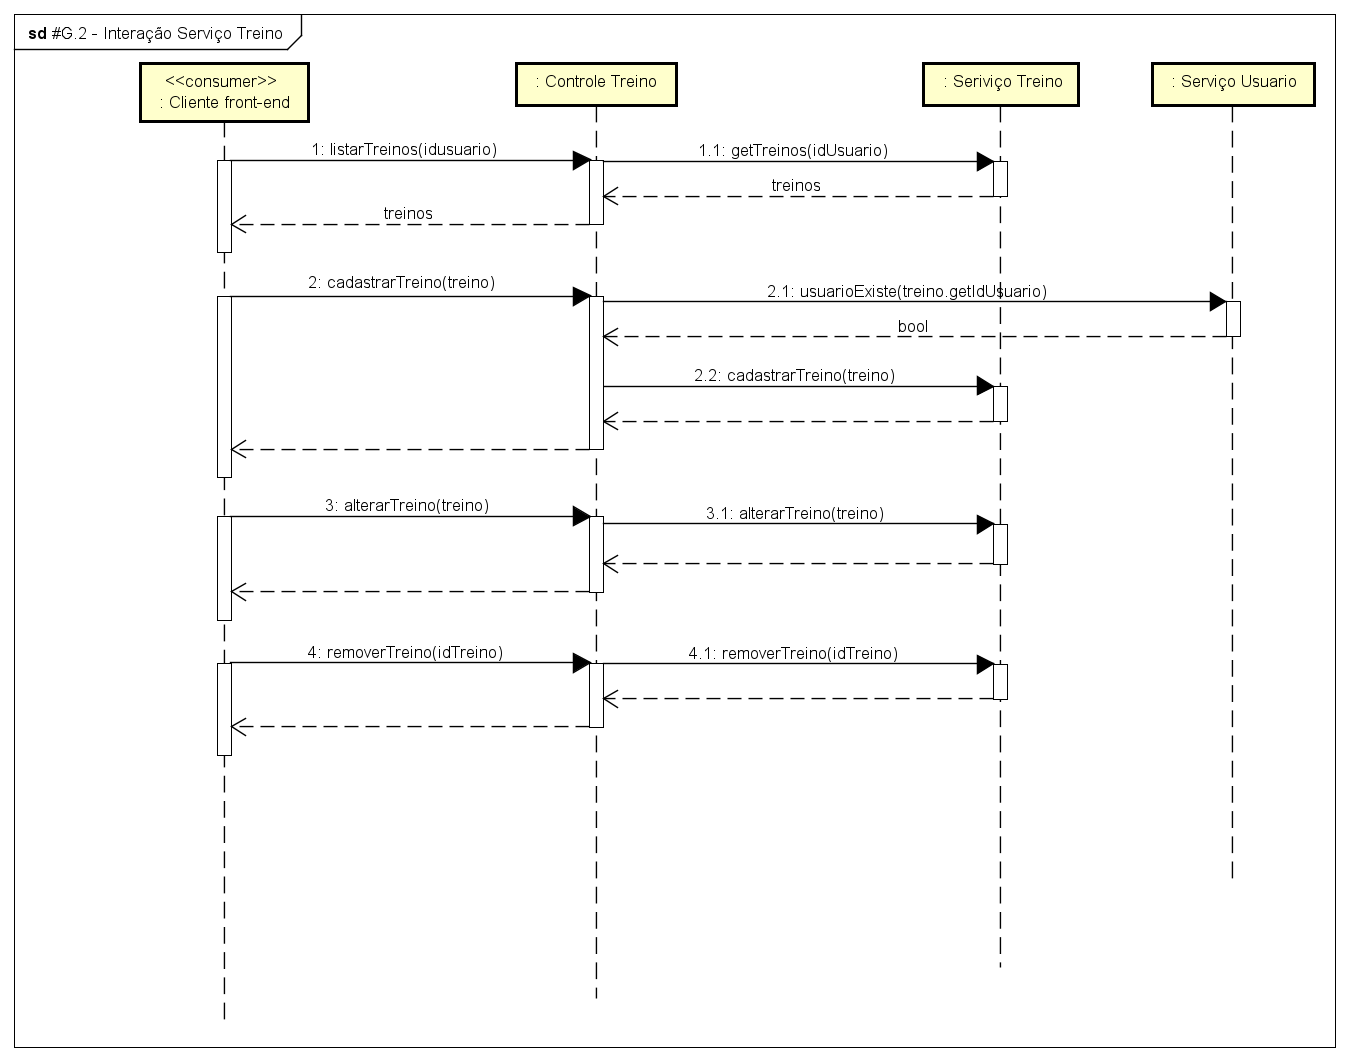 sd #G.2 - Interação Serviço Treino
<<consumer>>
: Cliente front-end
: Controle Treino
: Seriviço Treino
: Serviço Usuario
1: listarTreinos(idusuario)
1.1: getTreinos(idUsuario)
treinos
treinos
2: cadastrarTreino(treino)
2.1: usuarioExiste(treino.getIdUsuario)
bool
2.2: cadastrarTreino(treino)
3: alterarTreino(treino)
3.1: alterarTreino(treino)
4: removerTreino(idTreino)
4.1: removerTreino(idTreino)